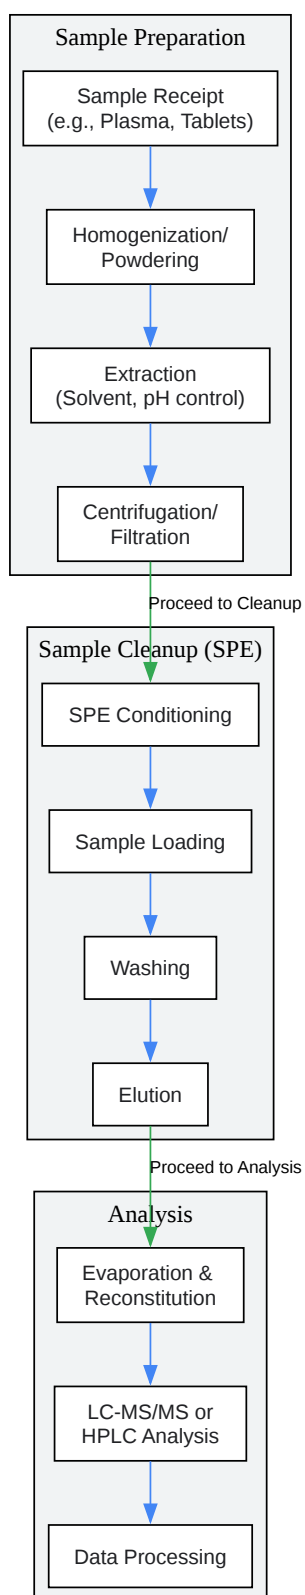 Sample Preparation
Sample Receipt
(e.g., Plasma, Tablets)
Homogenization/
Powdering
Extraction
(Solvent, pH control)
Centrifugation/
Filtration
Proceed to Cleanup
Sample Cleanup (SPE)
SPE Conditioning
Sample Loading
Washing
Elution
Proceed to Analysis
Analysis
Evaporation &
Reconstitution
LC-MS/MS or
HPLC Analysis
Data Processing